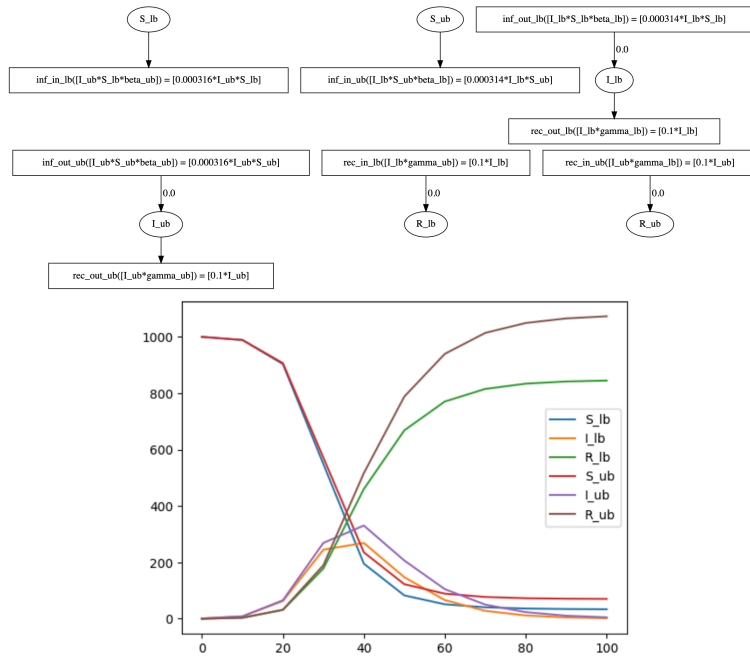 S_lb
S_ub
inf_out_lb([I_lb*S_lb*beta_lb]) = [0.000314*I_lb*S_lb]
0.0
inf_in_lb([I_ub*S_lb*beta_ub]) = [0.000316*I_ub*S_lb]
inf_in_ub([I_lb*S_ub*beta_lb]) = [0.000314*I_lb*S_ub]
I_lb
rec_out_lb([I_lb*gamma_lb]) = [0.1*I_lb]
inf_out_ub([I_ub*S_ub*beta_ub]) = [0.000316*I_ub*S_ub]
rec_in_lb([I_lb*gamma_ub]) = [0.1*I_lb]
rec_in_ub([I_ub*gamma_lb]) = [0.1*I_ub]
0.0
0.0
0.0
I_ub
R_lb
R_ub
rec_out_ub([I_ub*gamma_ub]) = [0.1*I_ub]
1000
800
600
400
200
0
S_lb
I_lb
R_lb
S_ub
I_ub
R_ub
0 20 40 60 80 100